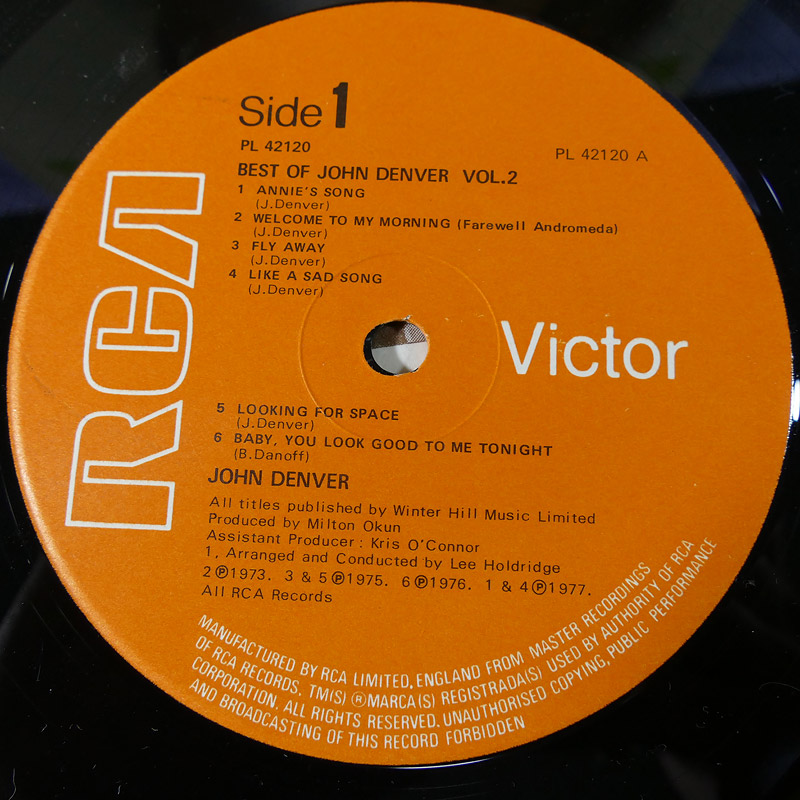 Side 1
PL 42120
PL 42120 A
BEST OF JOHN DENVER VOL.2
1 ANNIE'S SONG
(J.Denver)
2 WELCOME TO MY MORNING (Farewell Andromeda)
(J.Denver)
3 FLY AWAY
(J.Denver)
4 LIKE A SAD SONG
(J.Denver)
RCA
Victor
5 LOOKING FOR SPACE
(J.Denver)
6 BABY, YOU LOOK GOOD TO ME TONIGHT
(B.Danoff)
JOHN DENVER
All titles published by Winter Hill Music Limited
Produced by Milton Okun
Assistant Producer : Kris O'Connor
1, Arranged and Conducted by Lee Holdridge
2 ℗1973. 3 & 5 ℗1975. 6 ℗1976. 1 & 4 ℗1977.
All RCA Records
MANUFACTURED BY RCA LIMITED, ENGLAND FROM MASTER RECORDINGS
OF RCA RECORDS. TM(S) ® MARCA(S) REGISTRADA(S) USED BY AUTHORITY OF RCA
CORPORATION. ALL RIGHTS RESERVED. UNAUTHORISED COPYING, PUBLIC PERFORMANCE
AND BROADCASTING OF THIS RECORD FORBIDDEN